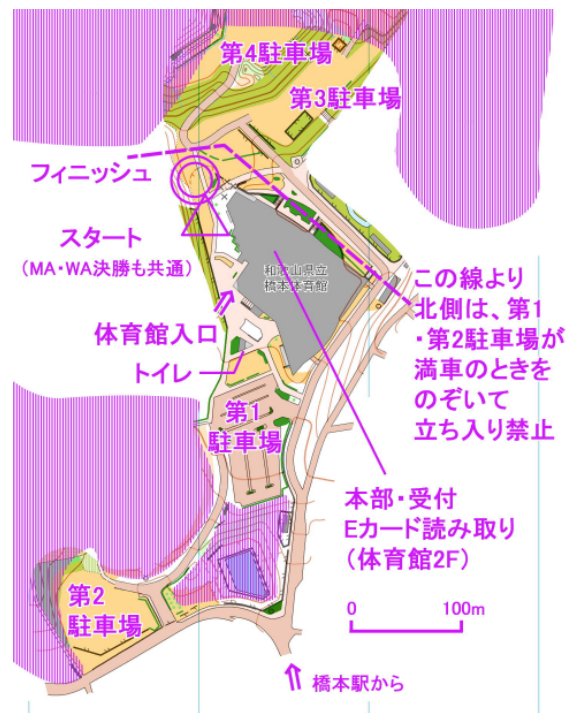 第4駐車場
第3駐車場
フィニッシュ
スタート
(MA・WA決勝も共通)
和歌山県立
橋本体育館
体育館入口
トイレ
この線より
北側は、第1
・第2駐車場が
満車のときを
のぞいて
立ち入り禁止
第1
駐車場
本部・受付
Eカード読み取り
(体育館2F)
第2
駐車場
0 100m
橋本駅から